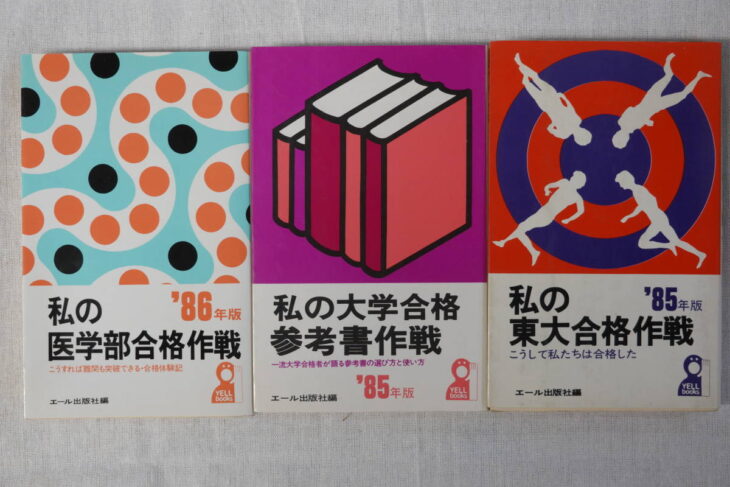 '86年版
私の
医学部合格作戦
こうすれば難関も突破できる・合格体験記
YELL
books
エール出版社編
私の大学合格
参考書作戦
一流大学合格者が語る参考書の選び方と使い方
'85年版
YELL
books
エール出版社編
'85年版
私の
東大合格作戦
こうして私たちは合格した
YELL
books
エール出版社編